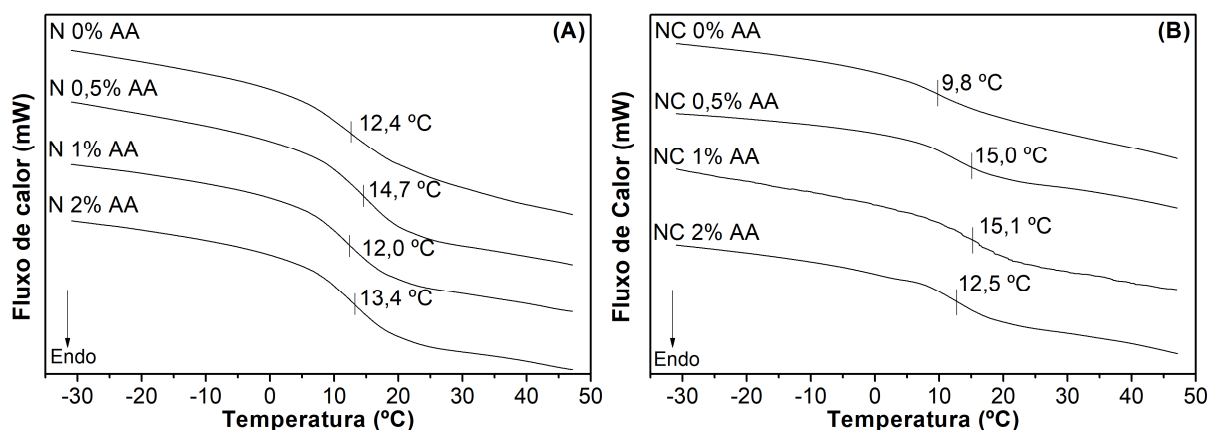 (A)
N 0% AA
N 0,5% AA
N 1% AA
N 2% AA
12,4 ºC
14,7 ºC
12,0 ºC
13,4 ºC
Endo
Fluxo de calor (mW)
-30 -20 -10 0 10 20 30 40 50
Temperatura (ºC)
(B)
NC 0% AA
NC 0,5% AA
NC 1% AA
NC 2% AA
9,8 ºC
15,0 ºC
15,1 ºC
12,5 ºC
Endo
Fluxo de Calor (mW)
-30 -20 -10 0 10 20 30 40 50
Temperatura (ºC)